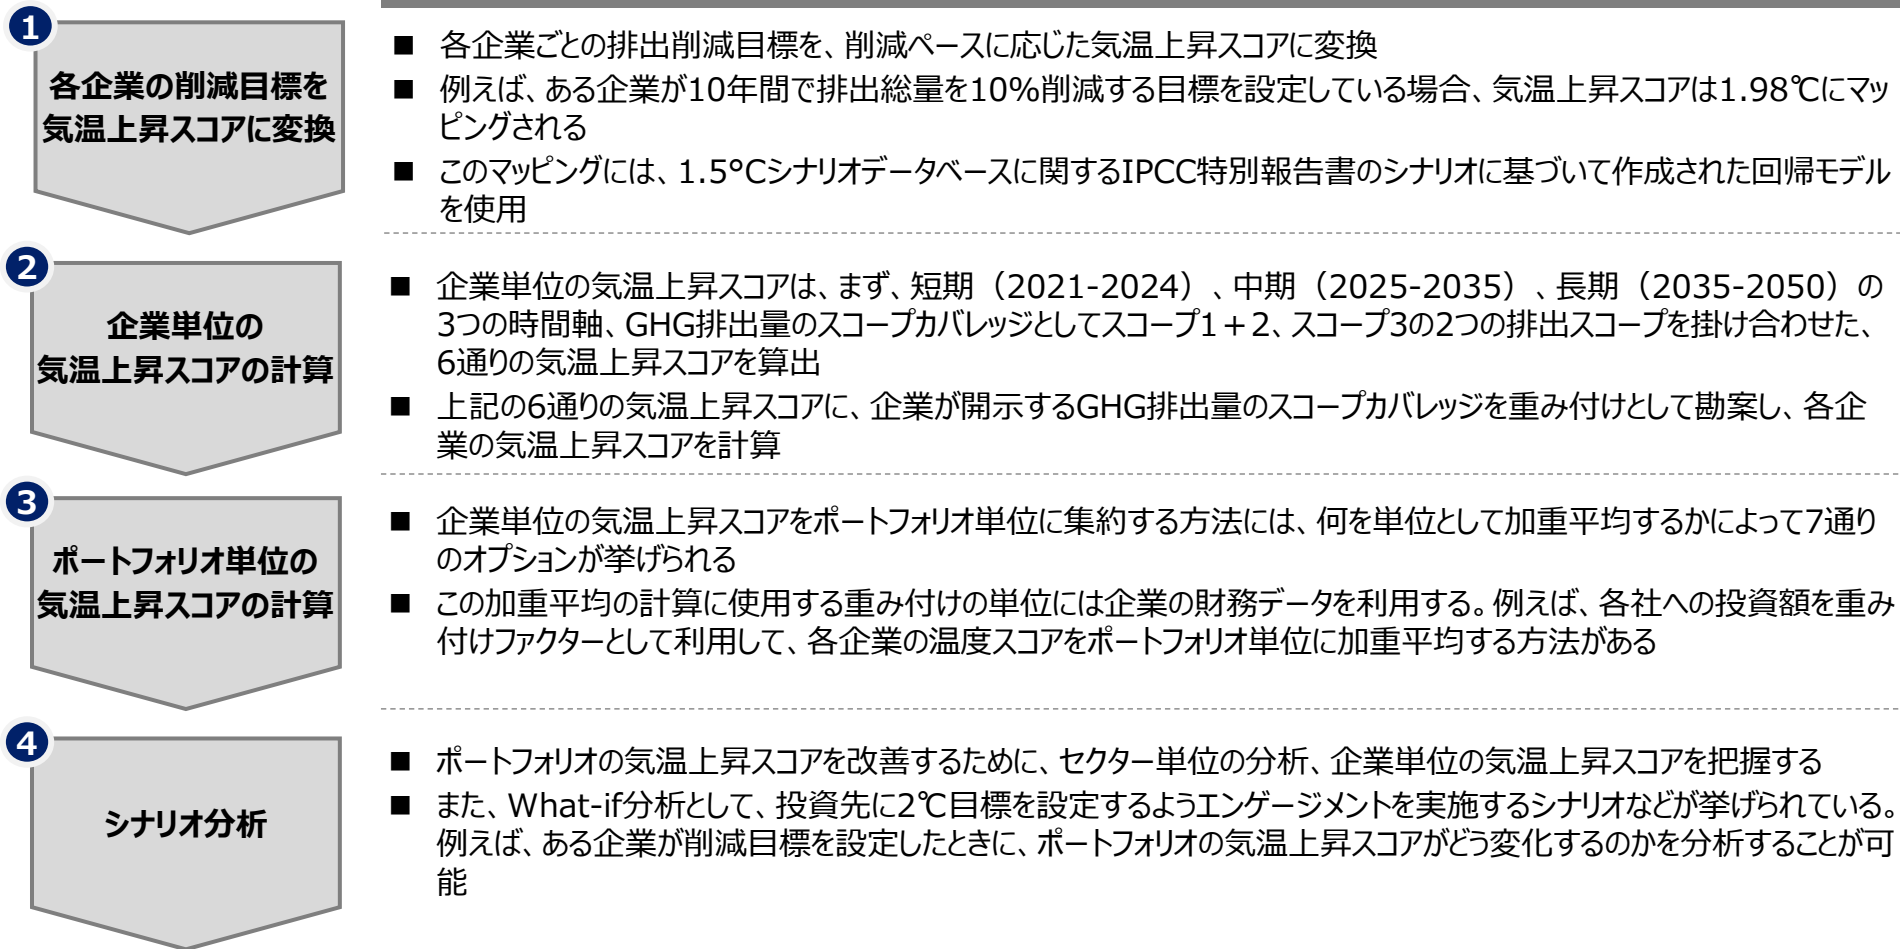 1
各企業の削減目標を
気温上昇スコアに変換
■ 各企業ごとの排出削減目標を、削減ペースに応じた気温上昇スコアに変換
■ 例えば、ある企業が10年間で排出総量を10%削減する目標を設定している場合、気温上昇スコアは1.98℃にマッ
ピングされる
■ このマッピングには、1.5°Cシナリオデータベースに関するIPCC特別報告書のシナリオに基づいて作成された回帰モデル
を使用
2
企業単位の
気温上昇スコアの計算
■ 企業単位の気温上昇スコアは、まず、短期（2021-2024）、中期（2025-2035）、長期（2035-2050）の
3つの時間軸、GHG排出量のスコープカバレッジとしてスコープ1＋2、スコープ3の2つの排出スコープを掛け合わせた、
6通りの気温上昇スコアを算出
■ 上記の6通りの気温上昇スコアに、企業が開示するGHG排出量のスコープカバレッジを重み付けとして勘案し、各企
業の気温上昇スコアを計算
3
ポートフォリオ単位の
気温上昇スコアの計算
■ 企業単位の気温上昇スコアをポートフォリオ単位に集約する方法には、何を単位として加重平均するかによって7通り
のオプションが挙げられる
■ この加重平均の計算に使用する重み付けの単位には企業の財務データを利用する。例えば、各社への投資額を重み
付けファクターとして利用して、各企業の温度スコアをポートフォリオ単位に加重平均する方法がある
4
シナリオ分析
■ ポートフォリオの気温上昇スコアを改善するために、セクター単位の分析、企業単位の気温上昇スコアを把握する
■ また、What-if分析として、投資先に2℃目標を設定するようエンゲージメントを実施するシナリオなどが挙げられている。
例えば、ある企業が削減目標を設定したときに、ポートフォリオの気温上昇スコアがどう変化するのかを分析することが可
能